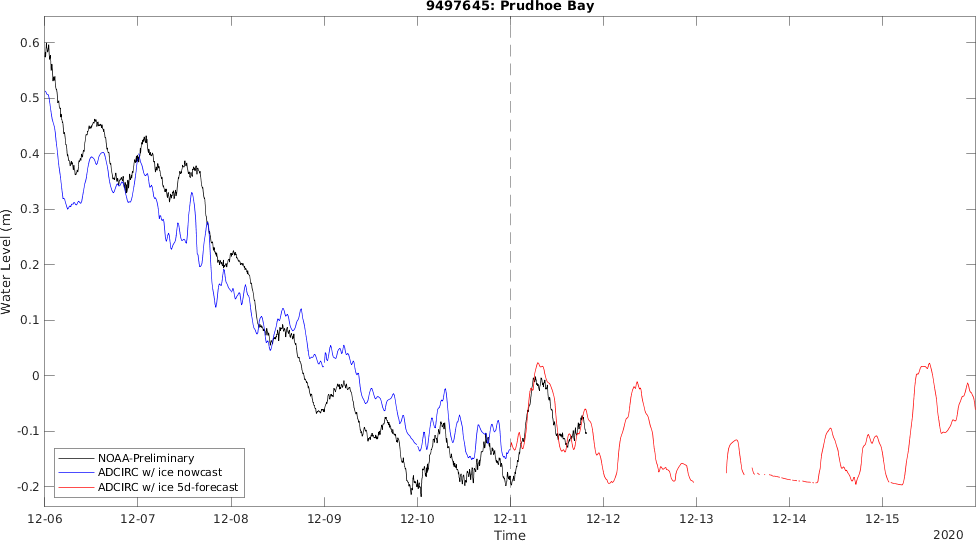 9497645: Prudhoe Bay
Water Level (m)
0.6
0.5
0.4
0.3
0.2
0.1
0
-0.1
-0.2
NOAA-Preliminary
ADCIRC w/ ice nowcast
ADCIRC w/ ice 5d-forecast
12-06 12-07 12-08 12-09 12-10 12-11 12-12 12-13 12-14 12-15
Time
2020